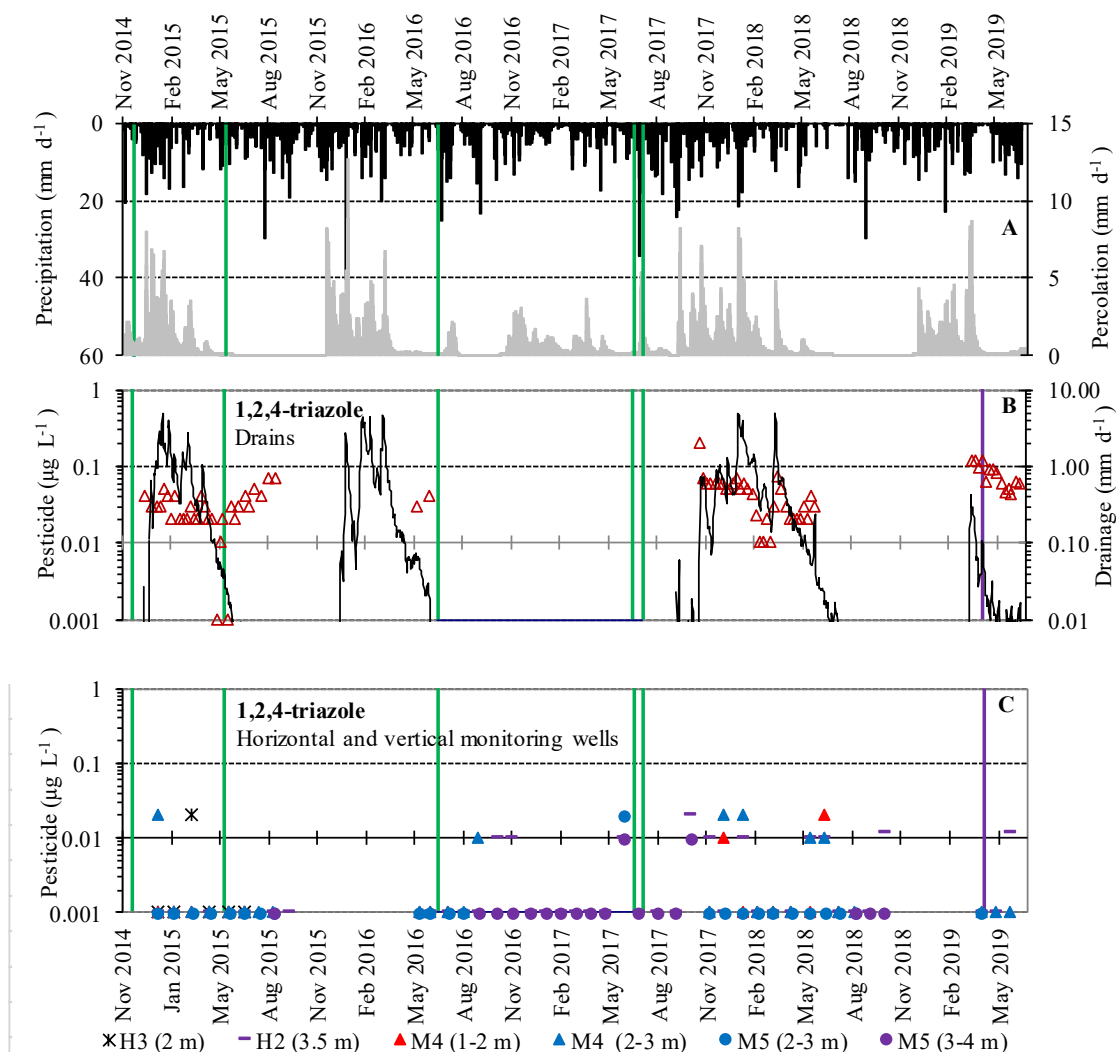 Nov 2014
Feb 2015
May 2015
Aug 2015
Nov 2015
Feb 2016
May 2016
Aug 2016
Nov 2016
Feb 2017
May 2017
Aug 2017
Nov 2017
Feb 2018
May 2018
Aug 2018
Nov 2018
Feb 2019
May 2019
Precipitation (mm d⁻¹)
0
20
40
60
15
10
5
0
Percolation (mm d⁻¹)
A
Pesticide (µg L⁻¹)
1
0.1
0.01
0.001
1,2,4-triazole
Drains
B
10.00
1.00
0.10
0.01
Drainage (mm d⁻¹)
Pesticide (µg L⁻¹)
1
0.1
0.01
0.001
1,2,4-triazole
Horizontal and vertical monitoring wells
C
Nov 2014
Jan 2015
May 2015
Aug 2015
Nov 2015
Feb 2016
May 2016
Aug 2016
Nov 2016
Feb 2017
May 2017
Aug 2017
Nov 2017
Feb 2018
May 2018
Aug 2018
Nov 2018
Feb 2019
May 2019
H3 (2 m) H2 (3.5 m) M4 (1-2 m) M4 (2-3 m) M5 (2-3 m) M5 (3-4 m)